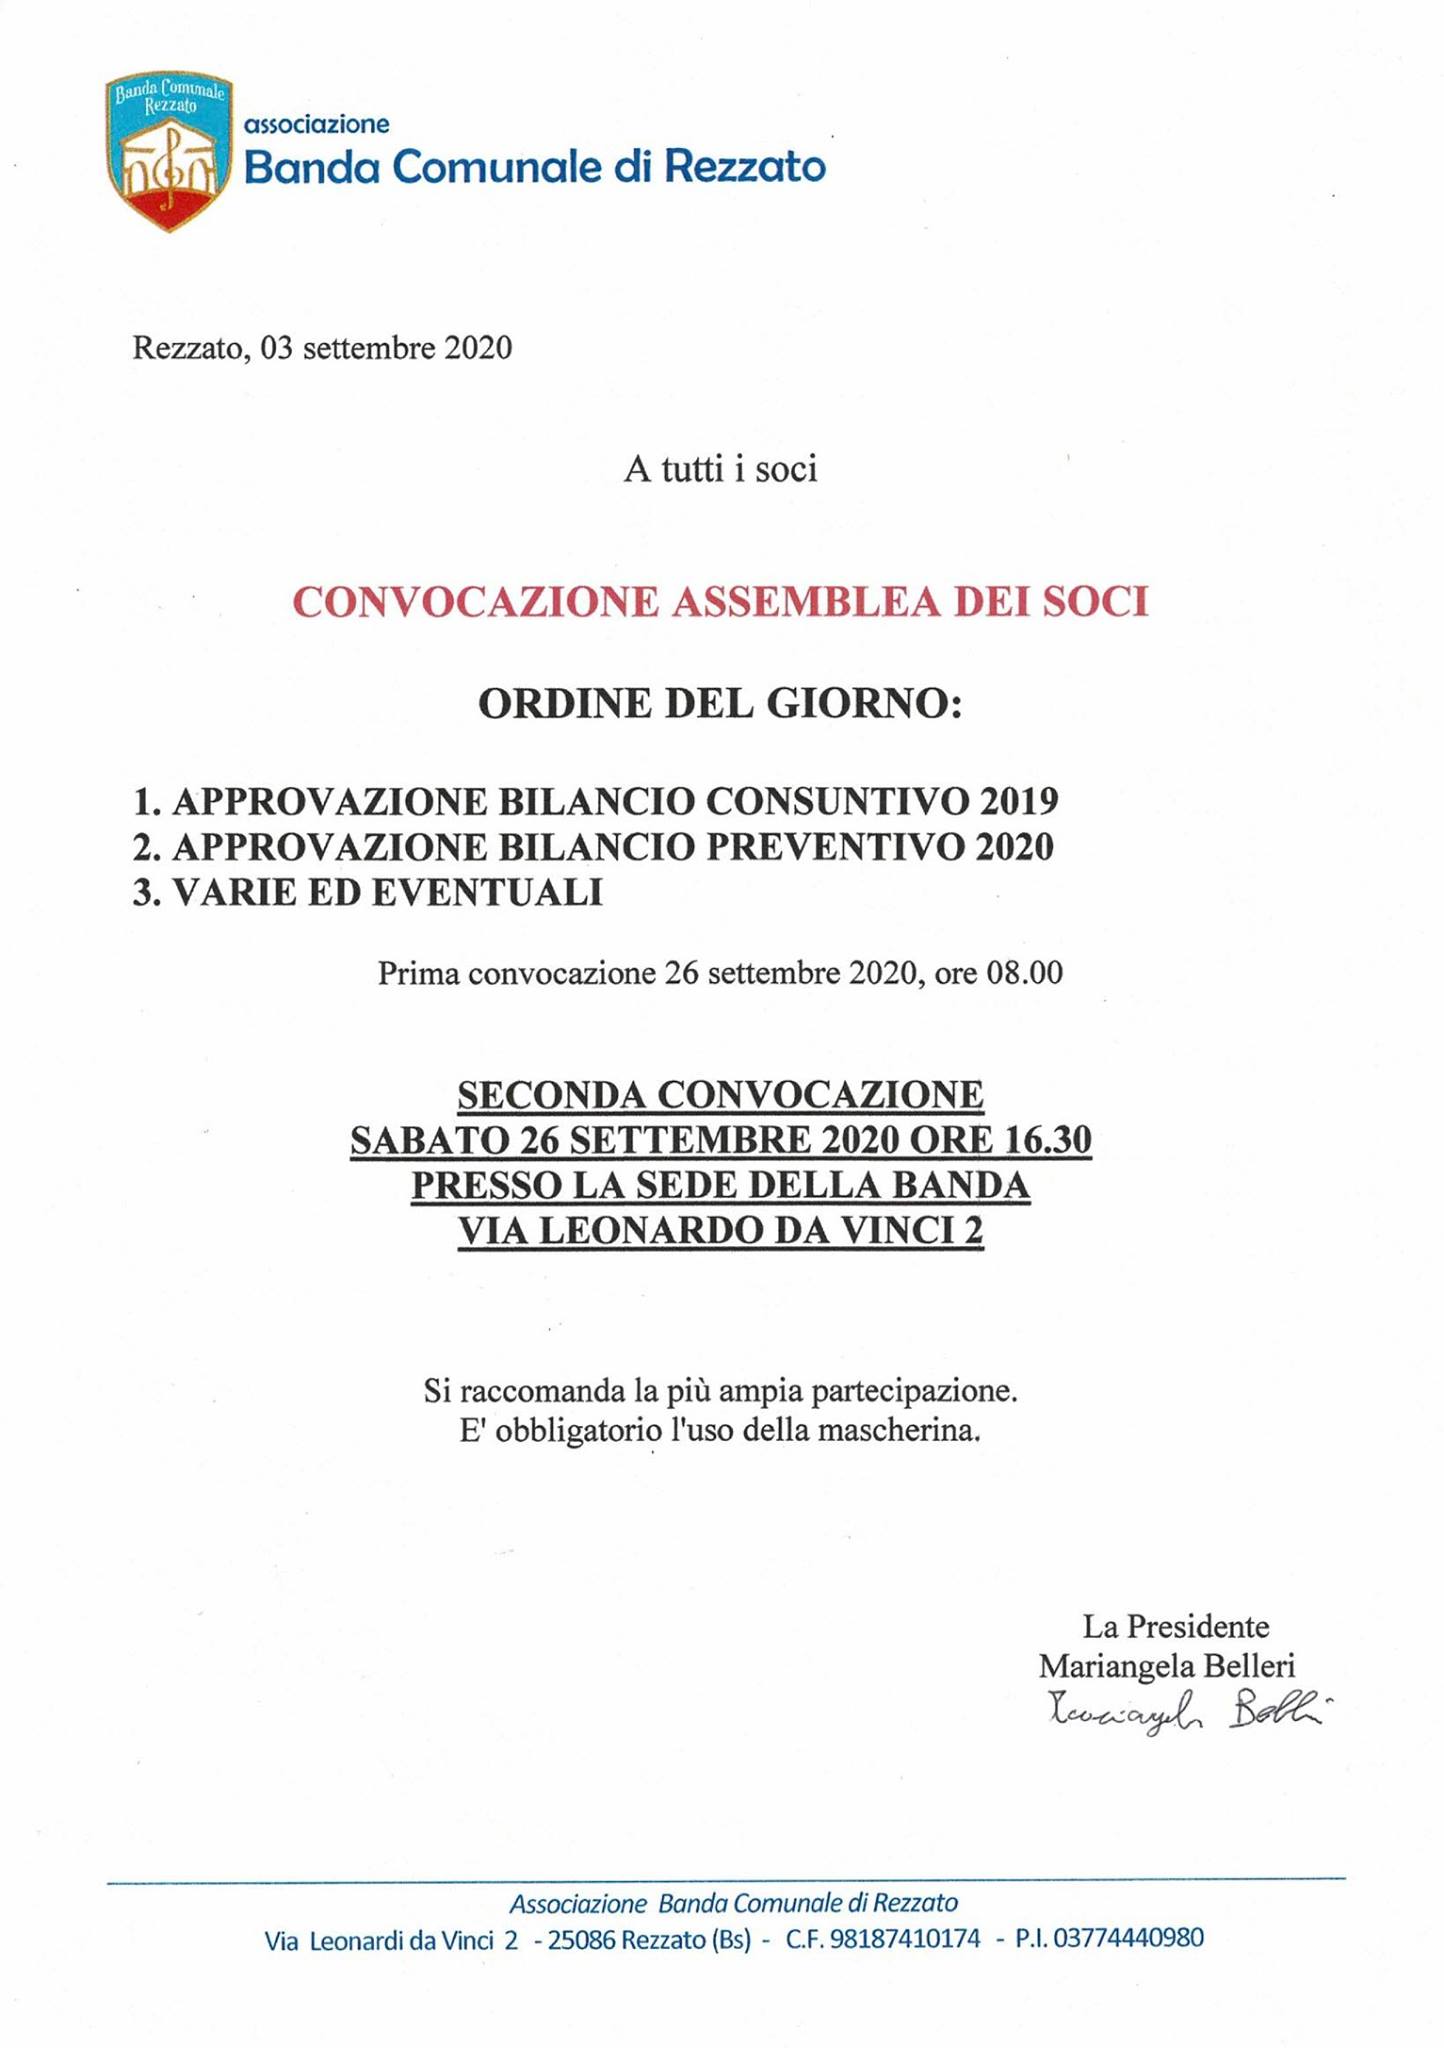 Banda Comunale
Rezzato
associazione
Banda Comunale di Rezzato
Rezzato, 03 settembre 2020
A tutti i soci
CONVOCAZIONE ASSEMBLEA DEI SOCI
ORDINE DEL GIORNO:
1. APPROVAZIONE BILANCIO CONSUNTIVO 2019
2. APPROVAZIONE BILANCIO PREVENTIVO 2020
3. VARIE ED EVENTUALI
Prima convocazione 26 settembre 2020, ore 08.00
SECONDA CONVOCAZIONE
SABATO 26 SETTEMBRE 2020 ORE 16.30
PRESSO LA SEDE DELLA BANDA
VIA LEONARDO DA VINCI 2
Si raccomanda la più ampia partecipazione.
E' obbligatorio l'uso della mascherina.
La Presidente
Mariangela Belleri
Mariangela Belleri
Associazione Banda Comunale di Rezzato
Via Leonardi da Vinci 2 - 25086 Rezzato (Bs) - C.F. 98187410174 - P.I. 03774440980